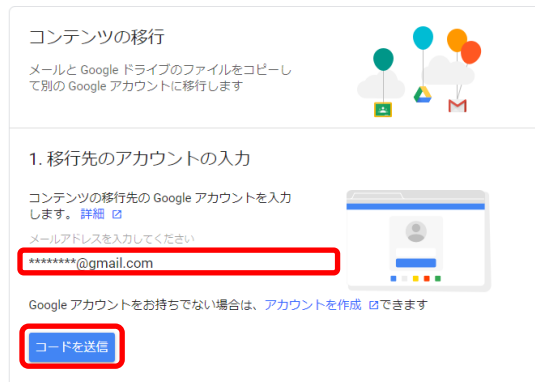 コンテンツの移行
メールと Google ドライブのファイルをコピーし
て別の Google アカウントに移行します
1. 移行先のアカウントの入力
コンテンツの移行先の Google アカウントを入力
します。 詳細
メールアドレスを入力してください
********@gmail.com
Google アカウントをお持ちでない場合は、アカウントを作成 できます
コードを送信